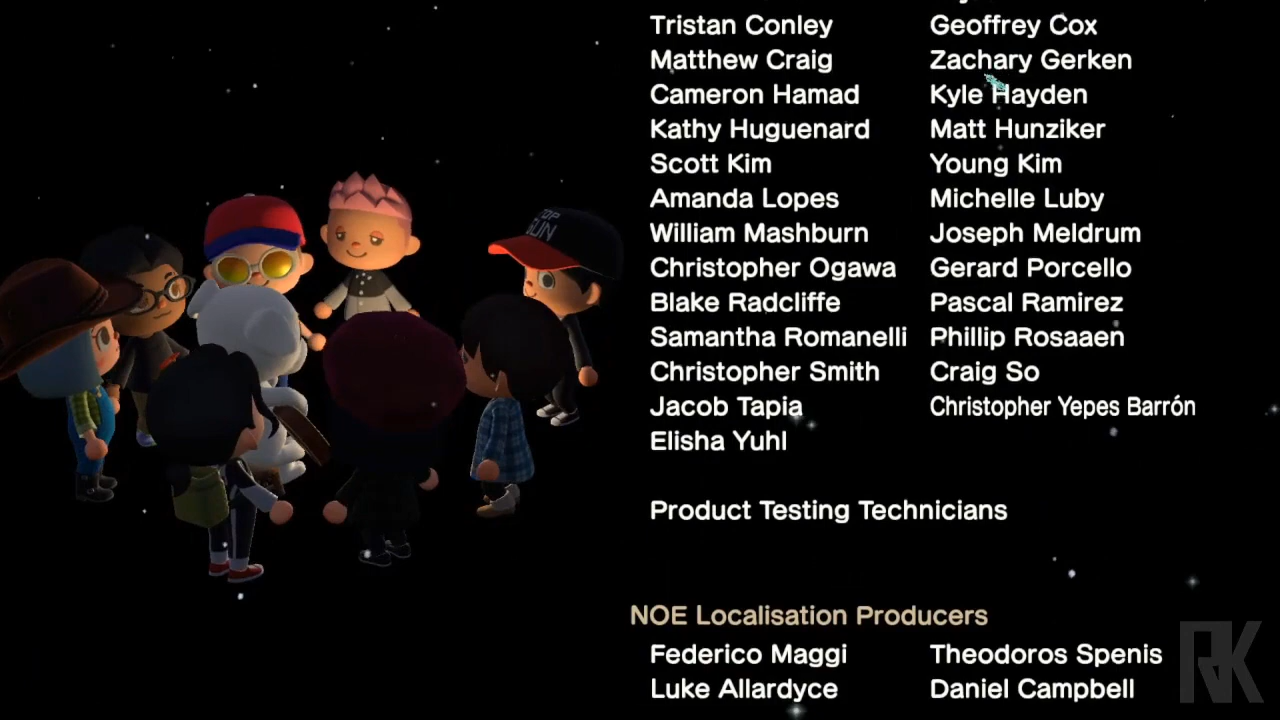 Tristan Conley Geoffrey Cox
Matthew Craig Zachary Gerken
Cameron Hamad Kyle Hayden
Kathy Huguenard Matt Hunziker
Scott Kim Young Kim
Amanda Lopes Michelle Luby
William Mashburn Joseph Meldrum
Christopher Ogawa Gerard Porcello
Blake Radcliffe Pascal Ramirez
Samantha Romanelli Phillip Rosaaen
Christopher Smith Craig So
Jacob Tapia Christopher Yepes Barrón
Elisha Yuhl
Product Testing Technicians
NOE Localisation Producers
Federico Maggi Theodoros Spenis
Luke Allardyce Daniel Campbell
TOP
GUN
RK